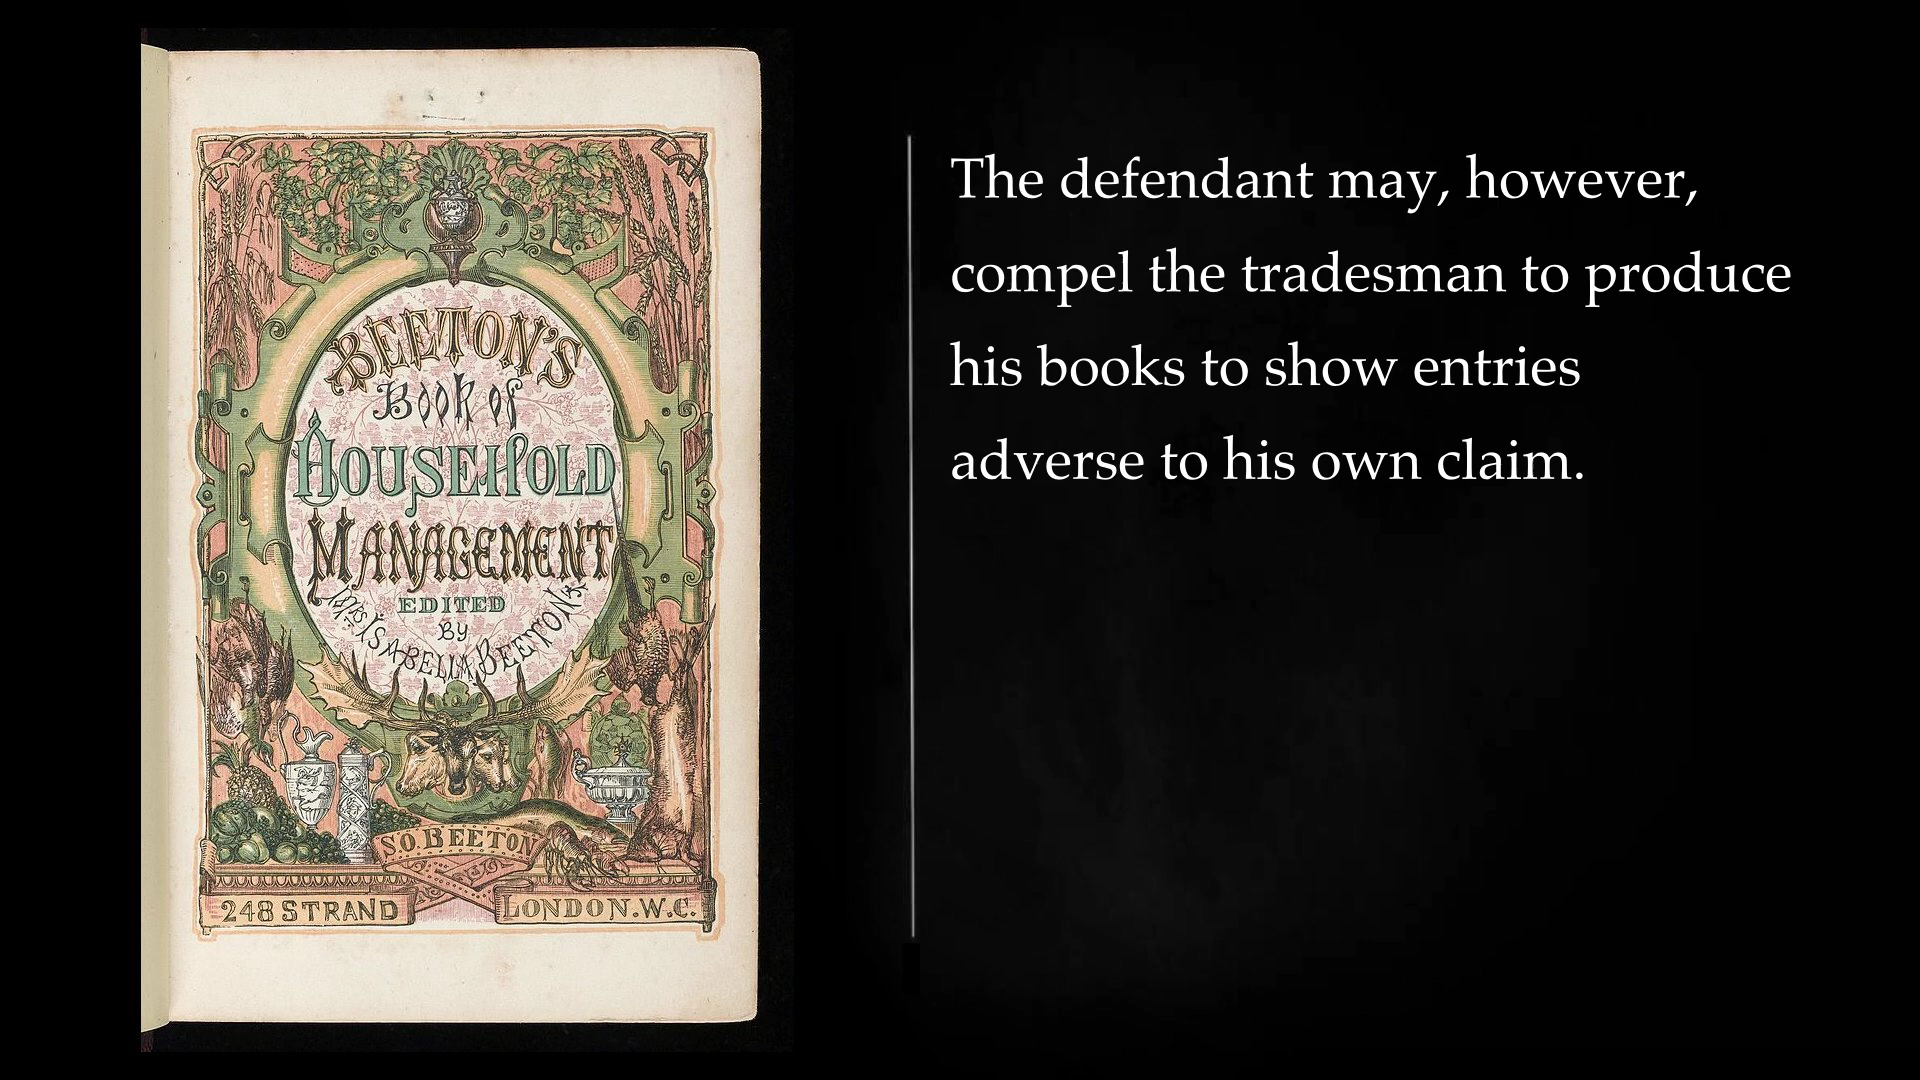 BEETON'S
Book of
HOUSEHOLD
MANAGEMENT
EDITED
BY
MRS ISABELLA BEETON
S.O. BEETON
248 STRAND
LONDON. W.C.
The defendant may, however,
compel the tradesman to produce
his books to show entries
adverse to his own claim.